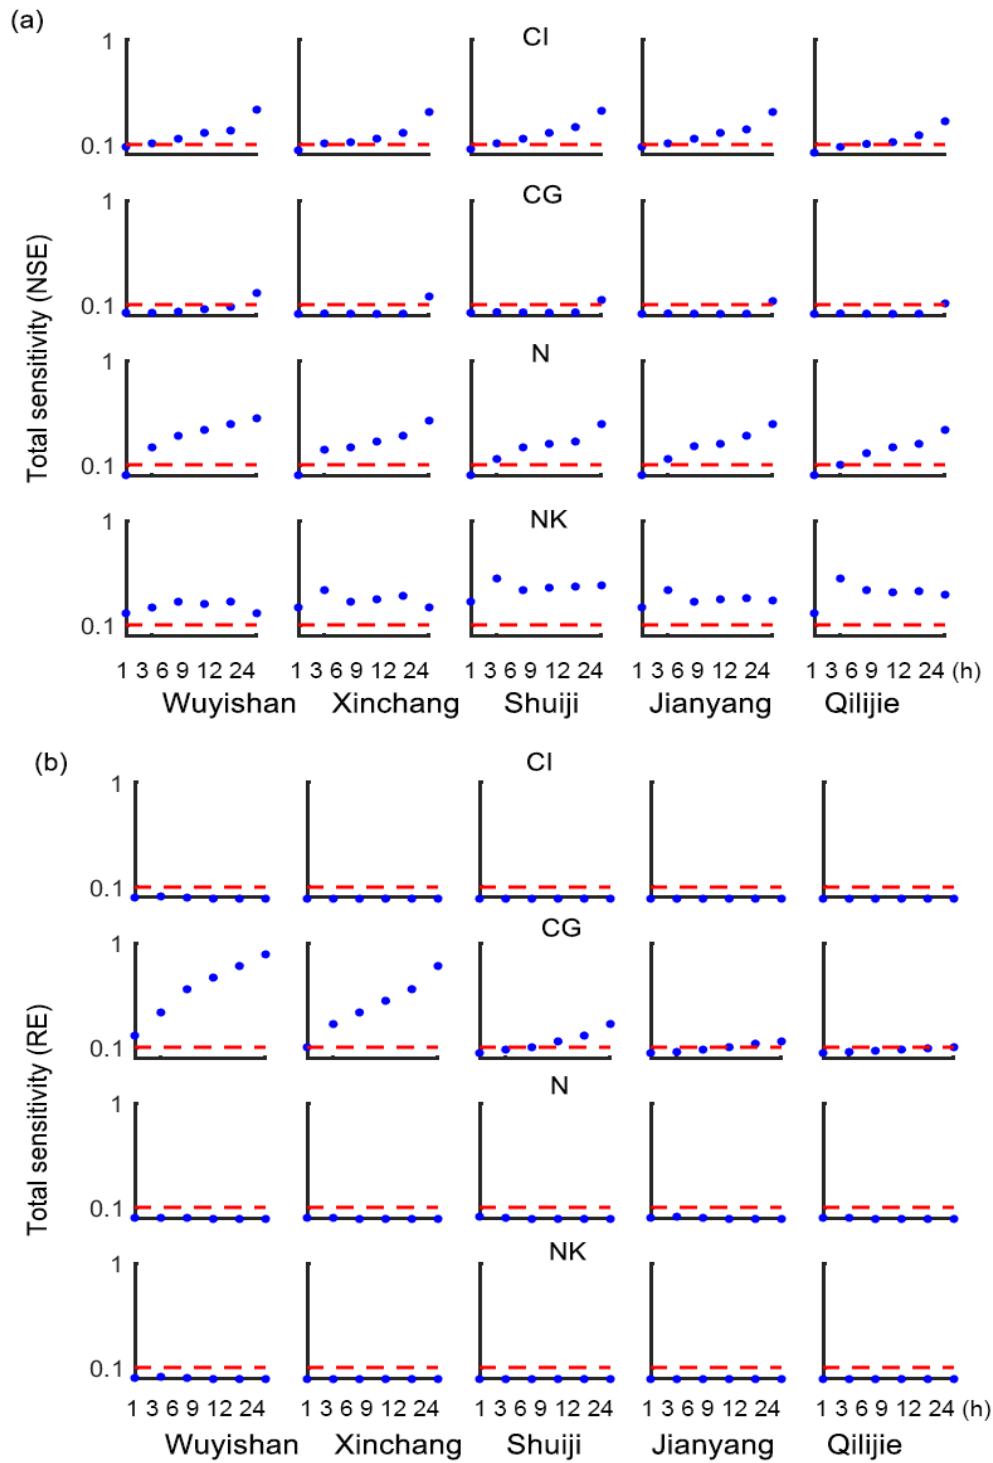 (a)
CI
1
0.1
CG
1
0.1
N
1
0.1
NK
1
0.1
Total sensitivity (NSE)
1 3 6 9 12 24 1 3 6 9 12 24 1 3 6 9 12 24 1 3 6 9 12 24 1 3 6 9 12 24 (h)
Wuyishan Xinchang Shuiji Jianyang Qilijie
(b)
CI
1
0.1
CG
1
0.1
N
1
0.1
NK
1
0.1
Total sensitivity (RE)
1 3 6 9 12 24 1 3 6 9 12 24 1 3 6 9 12 24 1 3 6 9 12 24 1 3 6 9 12 24 (h)
Wuyishan Xinchang Shuiji Jianyang Qilijie